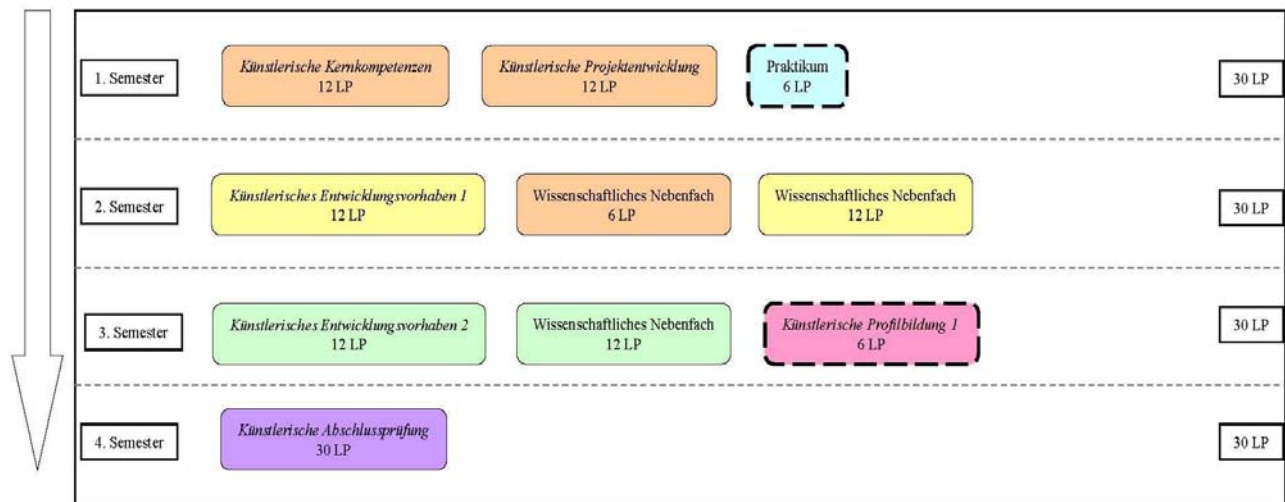 1. Semester
Künstlerische Kernkompetenzen
12 LP
Künstlerische Projektentwicklung
12 LP
Praktikum
6 LP
30 LP
2. Semester
Künstlerisches Entwicklungsvorhaben 1
12 LP
Wissenschaftliches Nebenfach
6 LP
Wissenschaftliches Nebenfach
12 LP
30 LP
3. Semester
Künstlerisches Entwicklungsvorhaben 2
12 LP
Wissenschaftliches Nebenfach
12 LP
Künstlerische Profilbildung 1
6 LP
30 LP
4. Semester
Künstlerische Abschlussprüfung
30 LP
30 LP